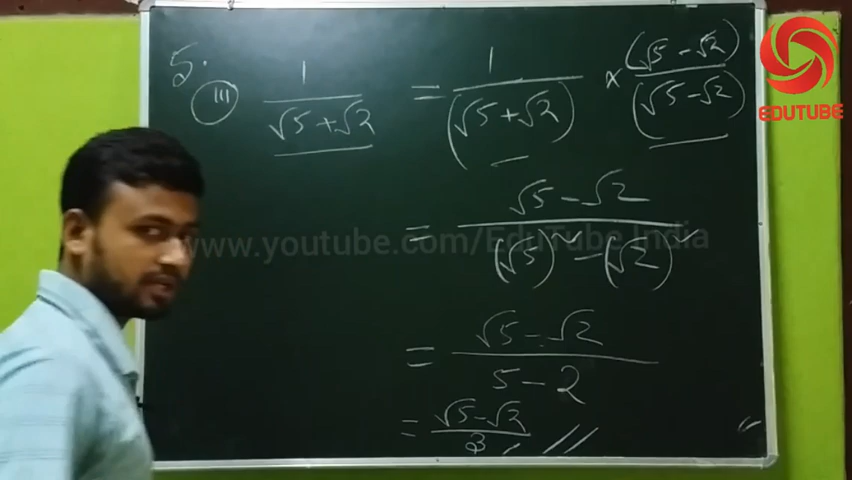 5.
(iii) 1/(√5+√2) = 1/(√5+√2) × (√5-√2)/(√5-√2)
= (√5-√2)/((√5)²-(√2)²)
= (√5-√2)/(5-2)
= (√5-√2)/3
EDUTUBE
www.youtube.com/EduTube India